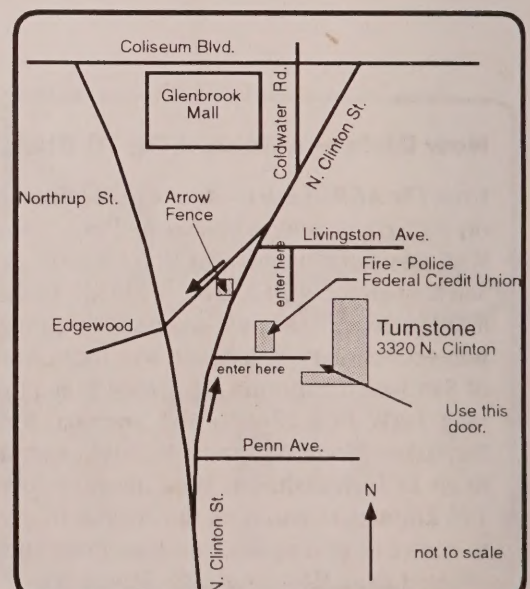 Coliseum Blvd.
Glenbrook
Mall
Coldwater Rd.
N. Clinton St.
Northrup St.
Arrow
Fence
Livingston Ave.
enter here
Fire - Police
Federal Credit Union
Edgewood
Turnstone
3320 N. Clinton
enter here
Use this
door.
Penn Ave.
N. Clinton St.
N
not to scale